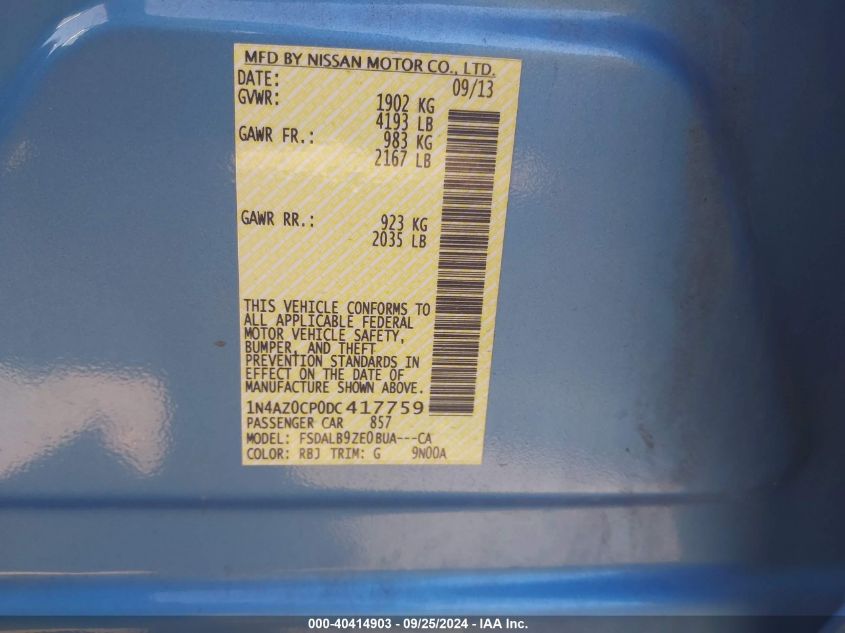 MFD BY NISSAN MOTOR CO., LTD.
DATE: 09/13
GVWR: 1902 KG
4193 LB
GAWR FR.: 983 KG
2167 LB
GAWR RR.: 923 KG
2035 LB
THIS VEHICLE CONFORMS TO
ALL APPLICABLE FEDERAL
MOTOR VEHICLE SAFETY,
BUMPER, AND THEFT
PREVENTION STANDARDS IN
EFFECT ON THE DATE OF
MANUFACTURE SHOWN ABOVE.
1N4AZ0CP0DC417759
PASSENGER CAR 857
MODEL: FSDALB9ZE0BUA---CA
COLOR: RBJ TRIM: G 9N00A
000-40414903 - 09/25/2024 - IAA Inc.